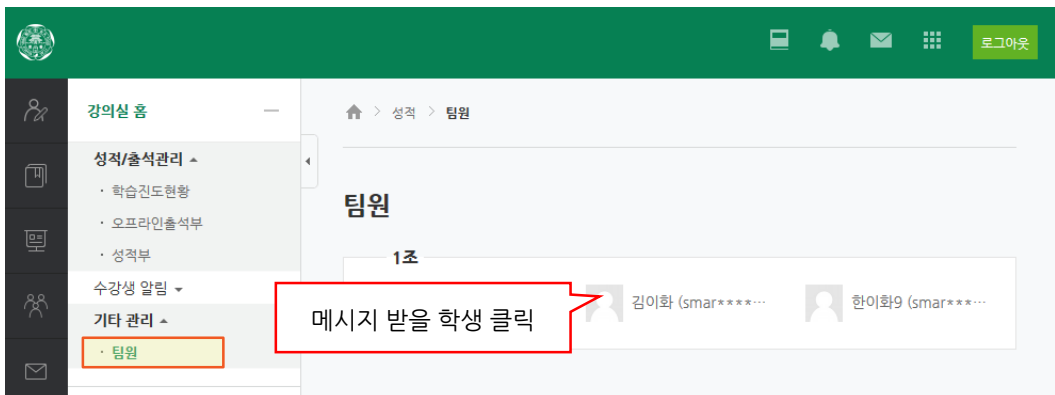 로그아웃
강의실 홈
성적 > 팀원
성적/출석관리
· 학습진도현황
· 오프라인출석부
· 성적부
수강생 알림
기타 관리
· 팀원
팀원
1조
메시지 받을 학생 클릭
김이화 (smar****···
한이화9 (smar***···